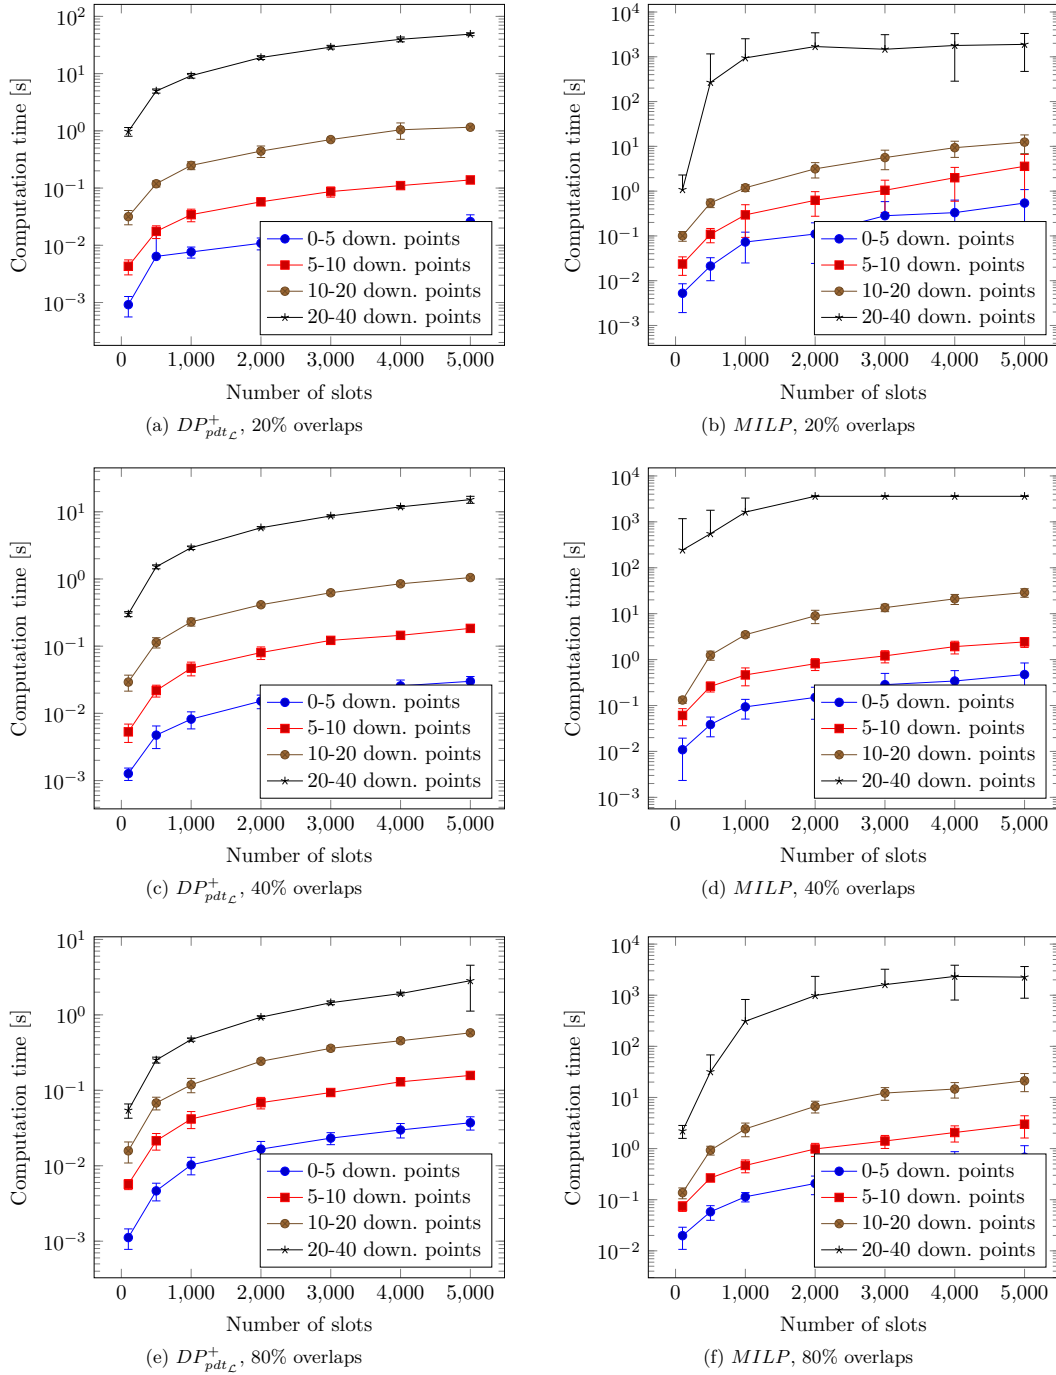 10^2
10^1
10^0
10^−1
10^−2
10^−3
Computation time [s]
0 1,000 2,000 3,000 4,000 5,000
Number of slots
0-5 down. points
5-10 down. points
10-20 down. points
20-40 down. points
(a) DP^+_{pdt_ℒ}, 20% overlaps
10^4
10^3
10^2
10^1
10^0
10^−1
10^−2
10^−3
Computation time [s]
0 1,000 2,000 3,000 4,000 5,000
Number of slots
0-5 down. points
5-10 down. points
10-20 down. points
20-40 down. points
(b) MILP, 20% overlaps
10^1
10^0
10^−1
10^−2
10^−3
Computation time [s]
0 1,000 2,000 3,000 4,000 5,000
Number of slots
0-5 down. points
5-10 down. points
10-20 down. points
20-40 down. points
(c) DP^+_{pdt_ℒ}, 40% overlaps
10^4
10^3
10^2
10^1
10^0
10^−1
10^−2
10^−3
Computation time [s]
0 1,000 2,000 3,000 4,000 5,000
Number of slots
0-5 down. points
5-10 down. points
10-20 down. points
20-40 down. points
(d) MILP, 40% overlaps
10^1
10^0
10^−1
10^−2
10^−3
Computation time [s]
0 1,000 2,000 3,000 4,000 5,000
Number of slots
0-5 down. points
5-10 down. points
10-20 down. points
20-40 down. points
(e) DP^+_{pdt_ℒ}, 80% overlaps
10^4
10^3
10^2
10^1
10^0
10^−1
10^−2
Computation time [s]
0 1,000 2,000 3,000 4,000 5,000
Number of slots
0-5 down. points
5-10 down. points
10-20 down. points
20-40 down. points
(f) MILP, 80% overlaps